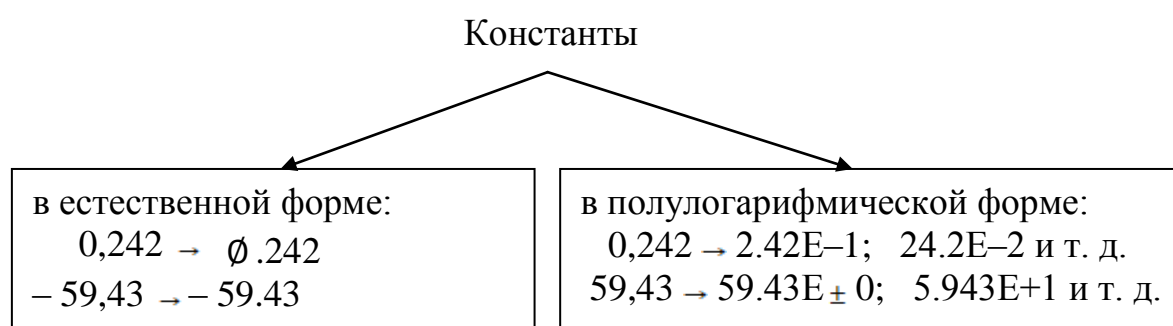 Константы
в естественной форме:
0,242 → ∅.242
– 59,43 → – 59.43
в полулогарифмической форме:
0,242 → 2.42E–1; 24.2E–2 и т. д.
59,43 → 59.43E ± 0; 5.943E+1 и т. д.